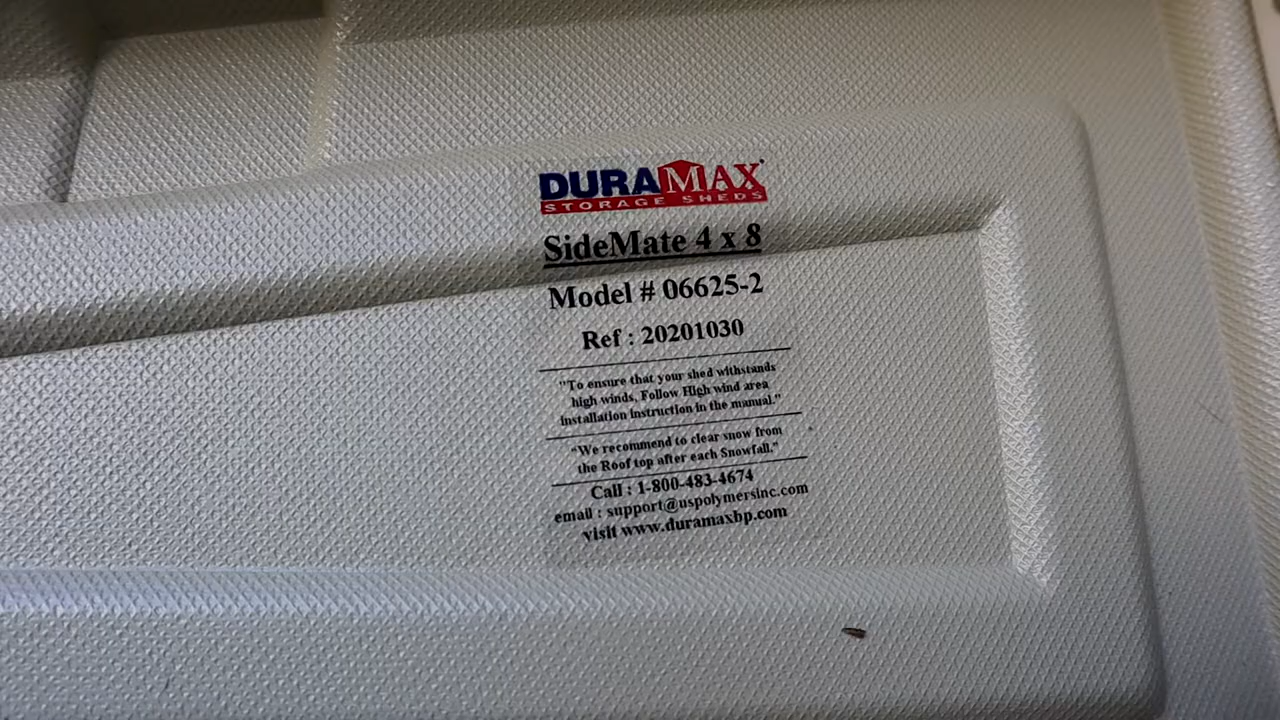 DURAMAX
STORAGE SHEDS
SideMate 4 x 8
Model # 06625-2
Ref : 20201030
"To ensure that your shed withstands
high winds, Follow High wind area
installation instruction in the manual."
"We recommend to clear snow from
the Roof top after each Snowfall."
Call : 1-800-483-4674
email : support@uspolymersinc.com
visit www.duramaxbp.com